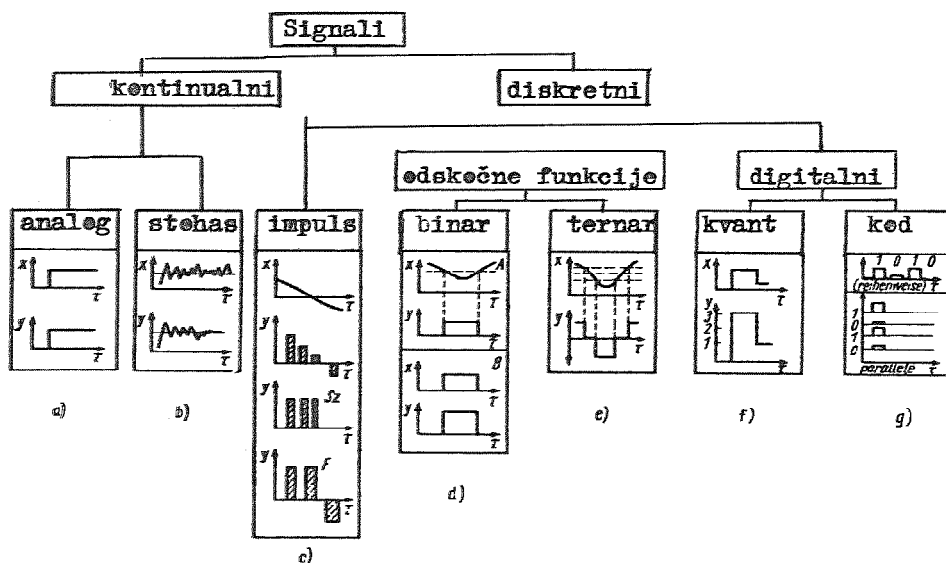 Signali
kontinualni
diskretni
odskočne funkcije
digitalni
analog
stohas
impuls
binar
ternar
kvant
kod
x
τ
y
τ
a)
x
τ
y
τ
b)
x
τ
y
τ
y
Sz
τ
y
F
τ
c)
x
A
τ
y
τ
x
B
τ
y
τ
d)
x
τ
y
τ
e)
x
τ
y
3
2
1
τ
f)
x
1 0 1 0
(reihenweise) τ
y
1
0
1
0
parallele τ
g)